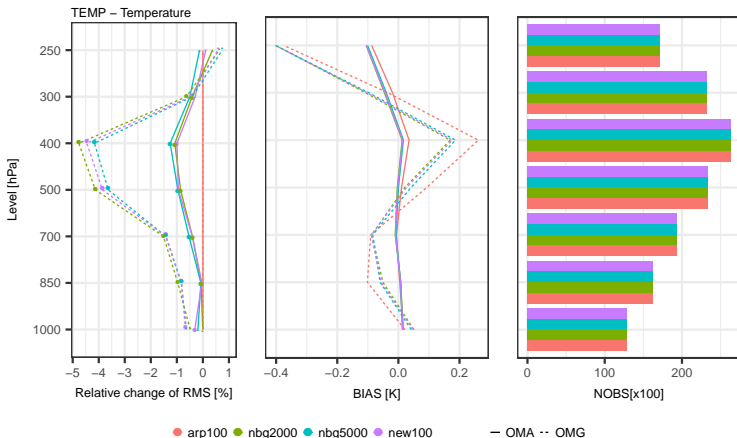 TEMP − Temperature
Level [hPa]
250
300
400
500
700
850
1000
−5 −4 −3 −2 −1 0 1
Relative change of RMS [%]
−0.4 −0.2 0.0 0.2
BIAS [K]
0 100 200
NOBS[x100]
arp100 nbg2000 nbg5000 new100 OMA OMG